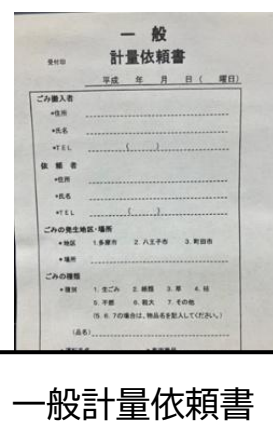 一 般
受付印 計量依頼書
平成 年 月 日 ( 曜日)
ごみ搬入者
*住所
*氏名
*TEL ( )
依 頼 者
*住所
*氏名
*TEL ( )
ごみの発生地区・場所
*地区 1.多摩市 2.八王子市 3.町田市
*場所
ごみの種類
*種別 1.生ごみ 2.紙類 3.草 4.枝
5.不燃 6.粗大 7.その他
(5.6.7の場合は、物品名を記入してください。)
(品名)
一般計量依頼書